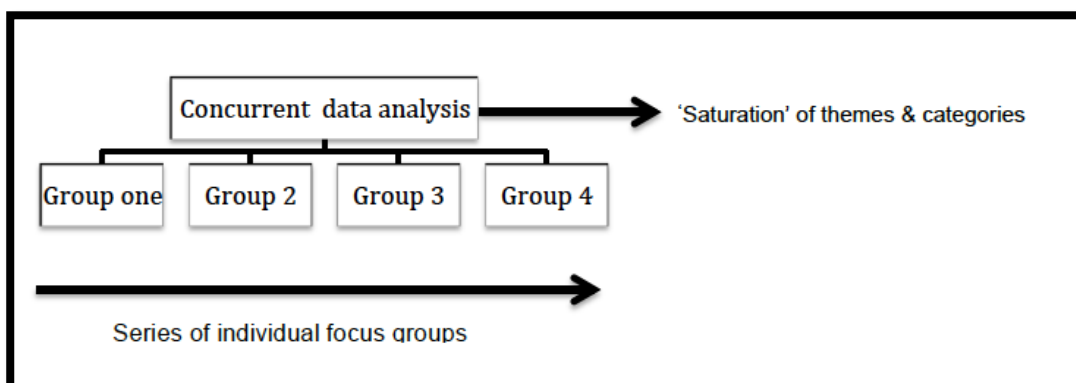 Concurrent data analysis
'Saturation' of themes & categories
Group one
Group 2
Group 3
Group 4
Series of individual focus groups